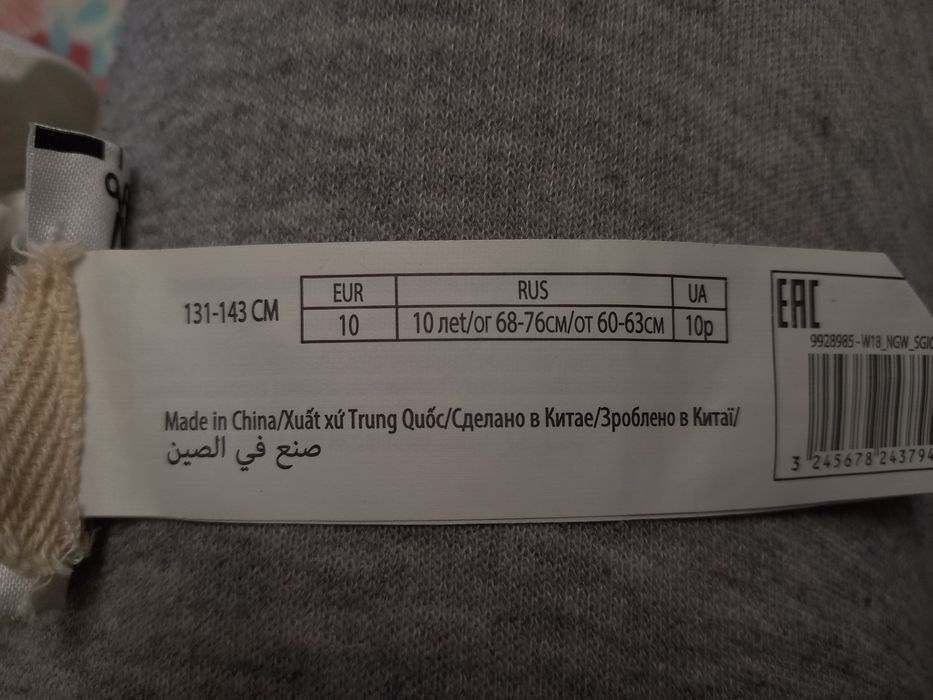 131-143 CM
EUR RUS UA
10 10 лet/ог 68-76см/от 60-63см 10р
Made in China/Xuất xứ Trung Quốc/Сделано в Китае/Зроблено в Китаї/
صنع في الصين
EAC
9928985-W18_NGW_SGIO
3 245678 243794